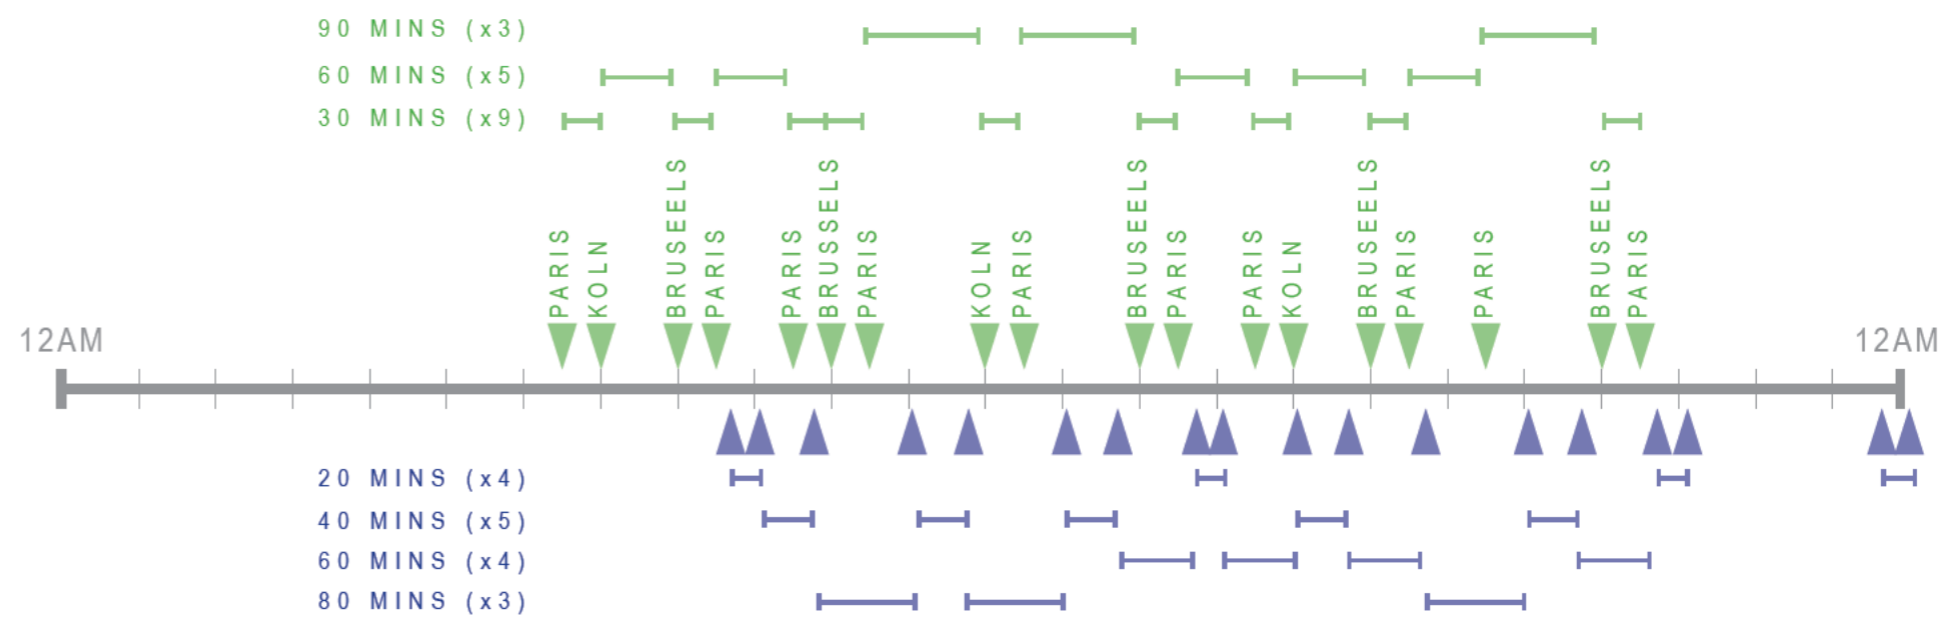 90 MINS (x3)
60 MINS (x5)
30 MINS (x9)
PARIS
KOLN
BRUSEELS
PARIS
PARIS
BRUSSELS
PARIS
KOLN
PARIS
BRUSEELS
PARIS
PARIS
KOLN
BRUSEELS
PARIS
PARIS
BRUSEELS
PARIS
12AM
12AM
20 MINS (x4)
40 MINS (x5)
60 MINS (x4)
80 MINS (x3)